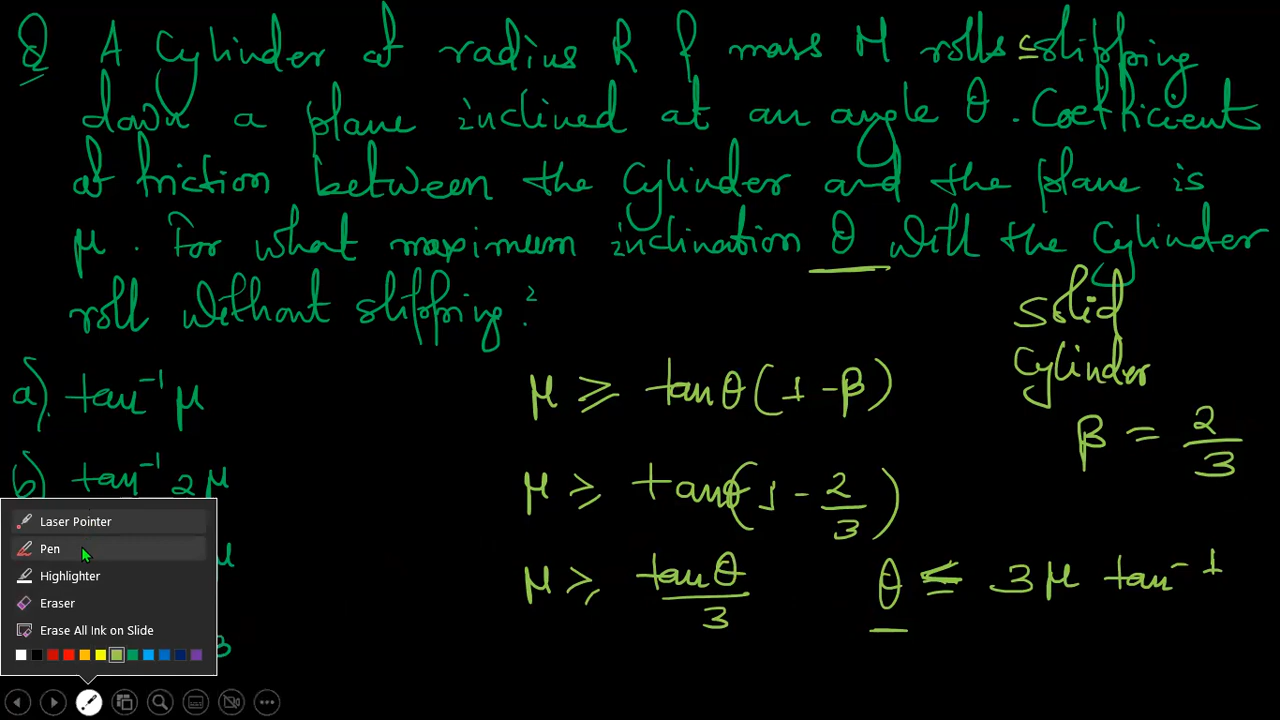 Q A Cylinder of radius R & mass M rolls s slipping
down a plane inclined at an angle θ. Coefficient
of friction between the Cylinder and the plane is
μ. For what maximum inclination θ will the Cylinder
roll without slipping?
solid
Cylinder
β = 2/3
a). tan⁻¹ μ
b) tan⁻¹ 2μ
μ
3
μ ⩾ tanθ(1 - β)
μ ⩾ tanθ(1 - 2/3)
μ ⩾ tanθ/3
θ ≤ 3μ tan⁻¹
Laser Pointer
Pen
Highlighter
Eraser
Erase All Ink on Slide